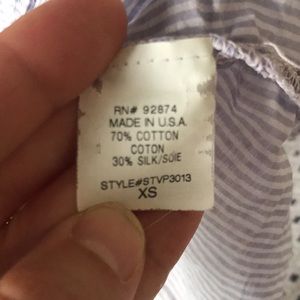 RN# 92874
MADE IN U.S.A.
70% COTTON
COTON
30% SILK/SOIE
STYLE#STVP3013
XS